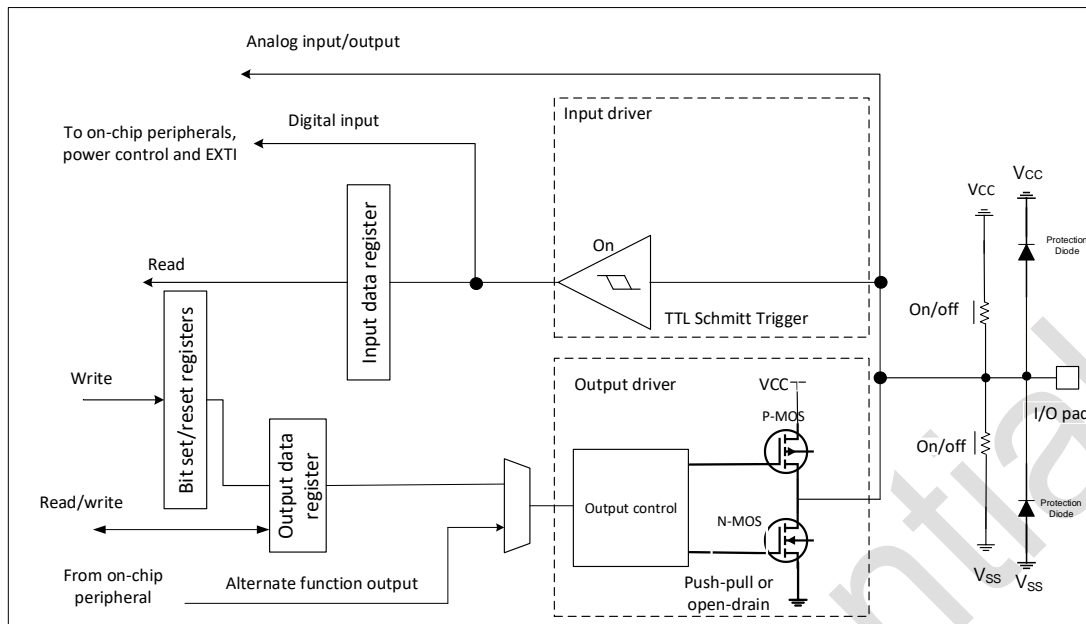 Analog input/output
Digital input
To on-chip peripherals,
power control and EXTI
Input driver
On
TTL Schmitt Trigger
Input data register
Read
Bit set/reset registers
Write
Output data
register
Read/write
From on-chip
peripheral
Alternate function output
Output driver
VCC
P-MOS
Output control
N-MOS
Push-pull or
open-drain
VCC
VCC
Protection
Diode
On/off
I/O pad
On/off
Protection
Diode
VSS
VSS